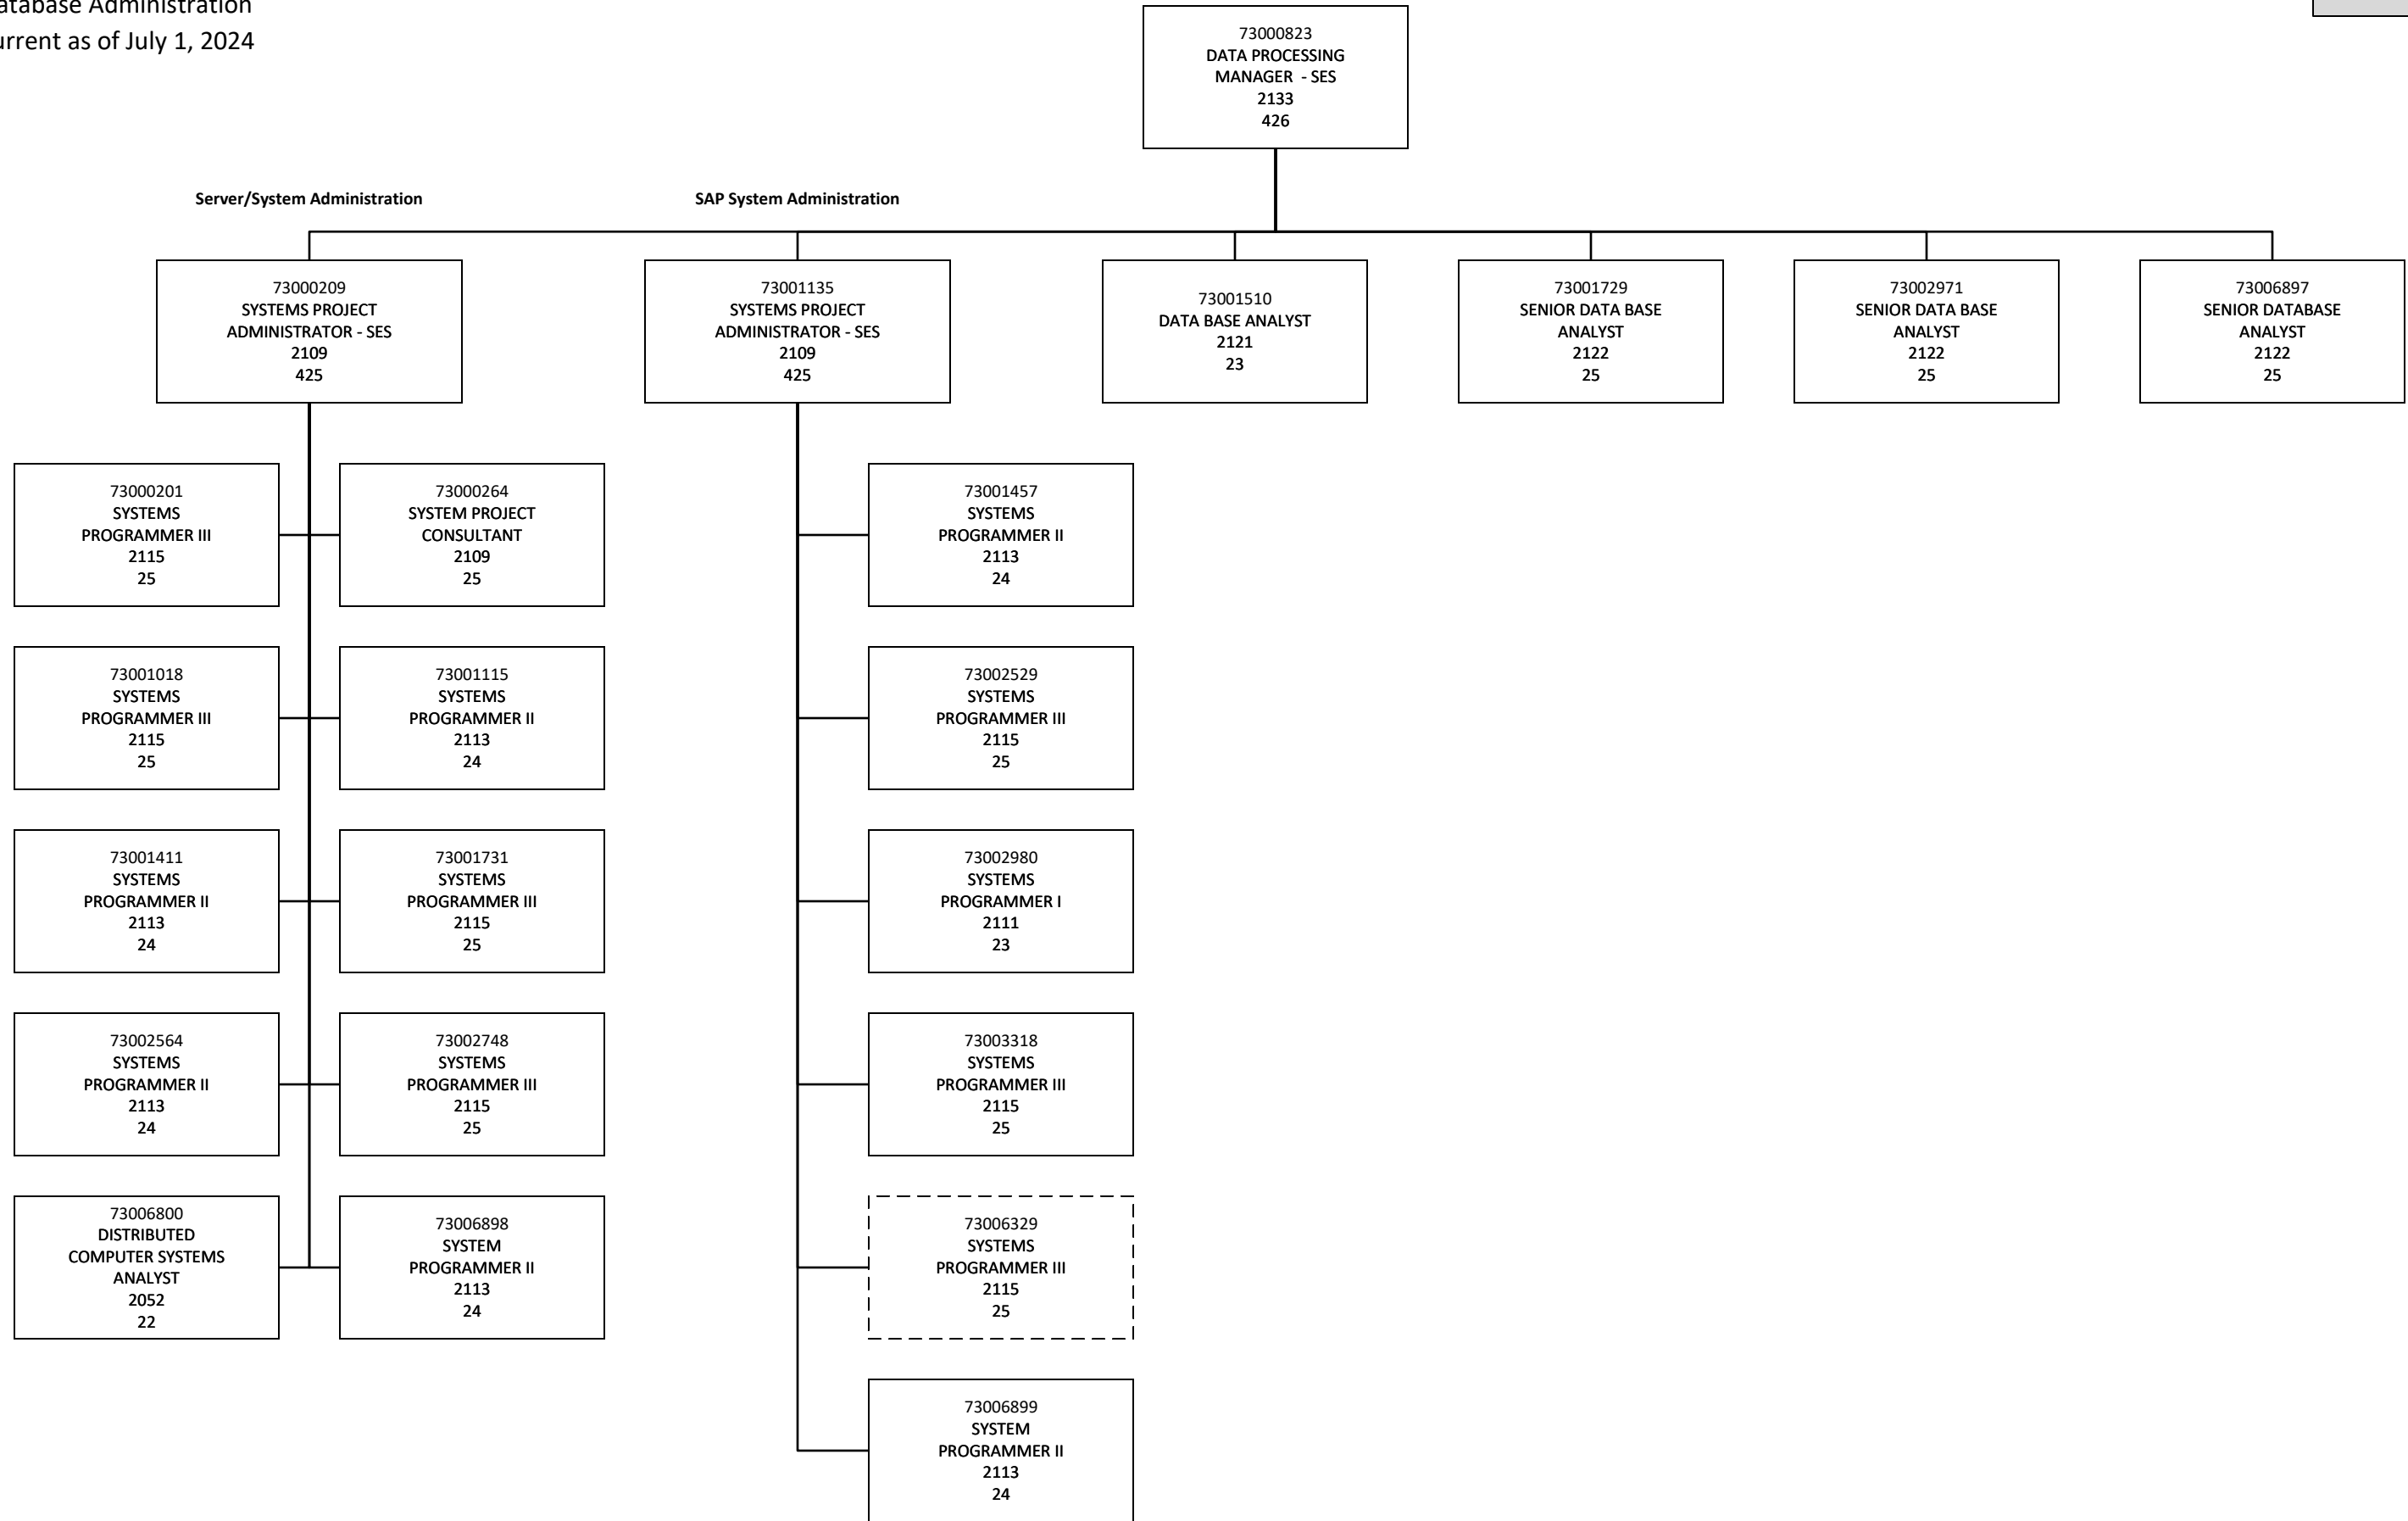 atabase Administration
urrent as of July 1, 2024
73000823
DATA PROCESSING
MANAGER - SES
2133
426
Server/System Administration
SAP System Administration
73000209
SYSTEMS PROJECT
ADMINISTRATOR - SES
2109
425
73001135
SYSTEMS PROJECT
ADMINISTRATOR - SES
2109
425
73001510
DATA BASE ANALYST
2121
23
73001729
SENIOR DATA BASE
ANALYST
2122
25
73002971
SENIOR DATA BASE
ANALYST
2122
25
73006897
SENIOR DATABASE
ANALYST
2122
25
73000201
SYSTEMS
PROGRAMMER III
2115
25
73000264
SYSTEM PROJECT
CONSULTANT
2109
25
73001457
SYSTEMS
PROGRAMMER II
2113
24
73001018
SYSTEMS
PROGRAMMER III
2115
25
73001115
SYSTEMS
PROGRAMMER II
2113
24
73002529
SYSTEMS
PROGRAMMER III
2115
25
73001411
SYSTEMS
PROGRAMMER II
2113
24
73001731
SYSTEMS
PROGRAMMER III
2115
25
73002980
SYSTEMS
PROGRAMMER I
2111
23
73002564
SYSTEMS
PROGRAMMER II
2113
24
73002748
SYSTEMS
PROGRAMMER III
2115
25
73003318
SYSTEMS
PROGRAMMER III
2115
25
73006800
DISTRIBUTED
COMPUTER SYSTEMS
ANALYST
2052
22
73006898
SYSTEM
PROGRAMMER II
2113
24
73006329
SYSTEMS
PROGRAMMER III
2115
25
73006899
SYSTEM
PROGRAMMER II
2113
24